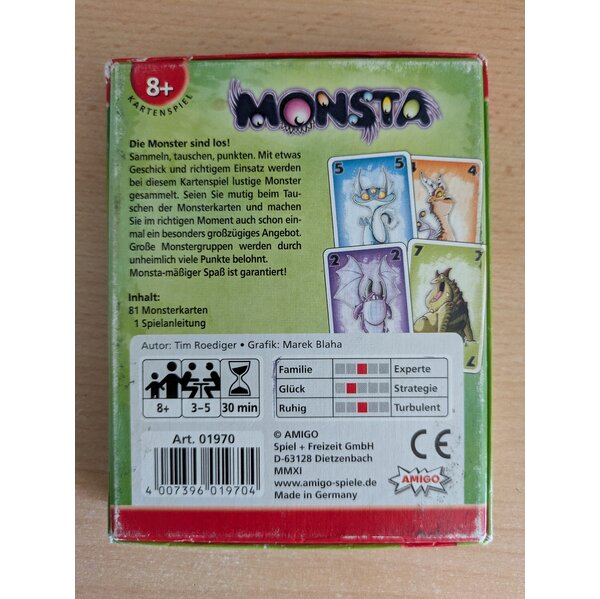 8+
KARTENSPIEL
MONSTA
Die Monster sind los!
Sammeln, tauschen, punkten. Mit etwas
Geschick und richtigem Einsatz werden
bei diesem Kartenspiel lustige Monster
gesammelt. Seien Sie mutig beim Tau-
schen der Monsterkarten und machen
Sie im richtigen Moment auch schon ein-
mal ein besonders großzügiges Angebot.
Große Monstergruppen werden durch
unheimlich viele Punkte belohnt.
Monsta-mäßiger Spaß ist garantiert!
5 5 4
2 2 7 7
7
Inhalt:
81 Monsterkarten
1 Spielanleitung
Autor: Tim Roediger • Grafik: Marek Blaha
8+ 3–5 30 min
Familie Experte
Glück Strategie
Ruhig Turbulent
Art. 01970
4 007396 019704
© AMIGO
Spiel + Freizeit GmbH
D-63128 Dietzenbach
MMXI
www.amigo-spiele.de
Made in Germany
CE
AMIGO